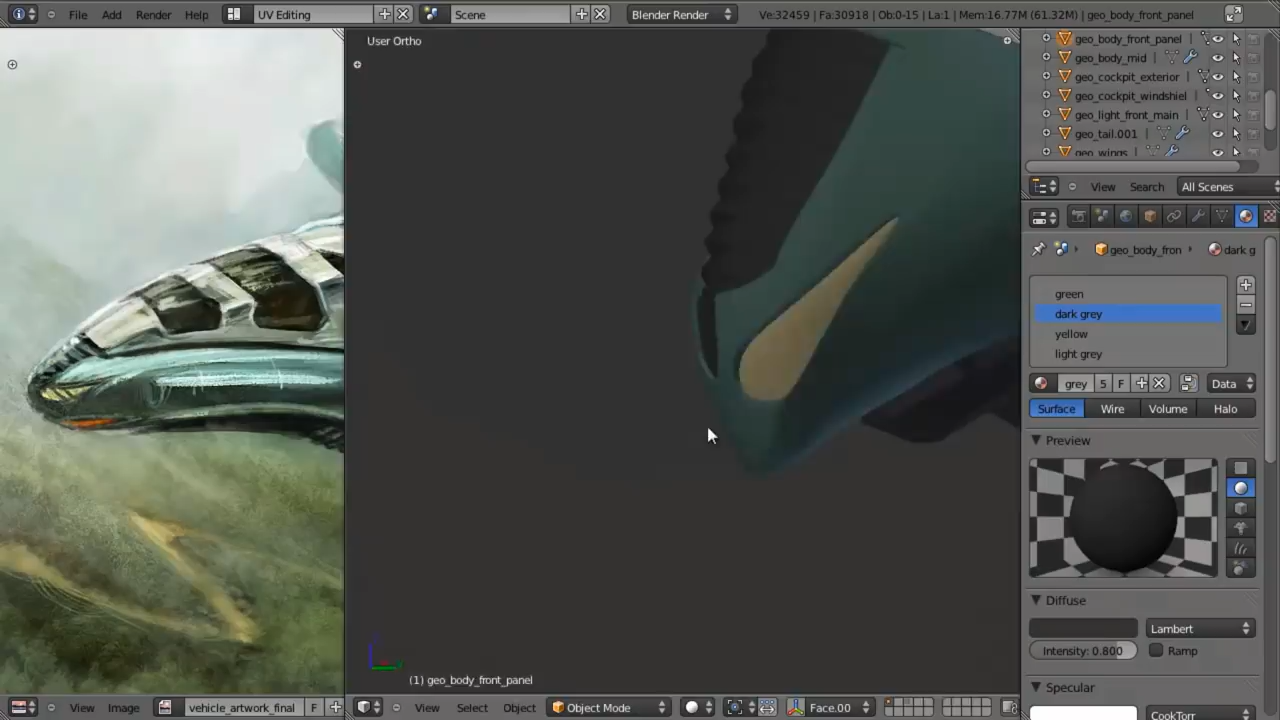 File Add Render Help UV Editing Scene Blender Render Ve:32459 | Fa:30918 | Ob:0-15 | La:1 | Mem:16.77M (61.32M) | geo_body_front_panel
User Ortho
geo_body_front_panel
geo_body_mid
geo_cockpit_exterior
geo_cockpit_windshiel
geo_light_front_main
geo_tail.001
geo_wings
View Search All Scenes
geo_body_fron dark g
green
dark grey
yellow
light grey
grey 5 F Data
Surface Wire Volume Halo
Preview
Diffuse
Lambert
Intensity: 0.800 Ramp
Specular
CookTorr
(1) geo_body_front_panel
View Image vehicle_artwork_final F View Select Object Object Mode Face.00